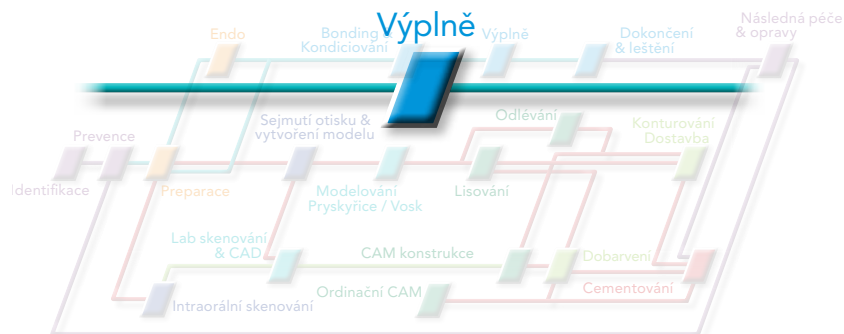 Výplně
Endo
Bonding &
Kondiciování
Výplně
Dokončení
& leštění
Následná péče
& opravy
Prevence
Sejmutí otisku &
vytvoření modelu
Odlévání
Konturování
Dostavba
Identifikace
Preparace
Modelování
Pryskyřice / Vosk
Lisování
Lab skenování
& CAD
CAM konstrukce
Dobarvení
Intraorální skenování
Ordinační CAM
Cementování